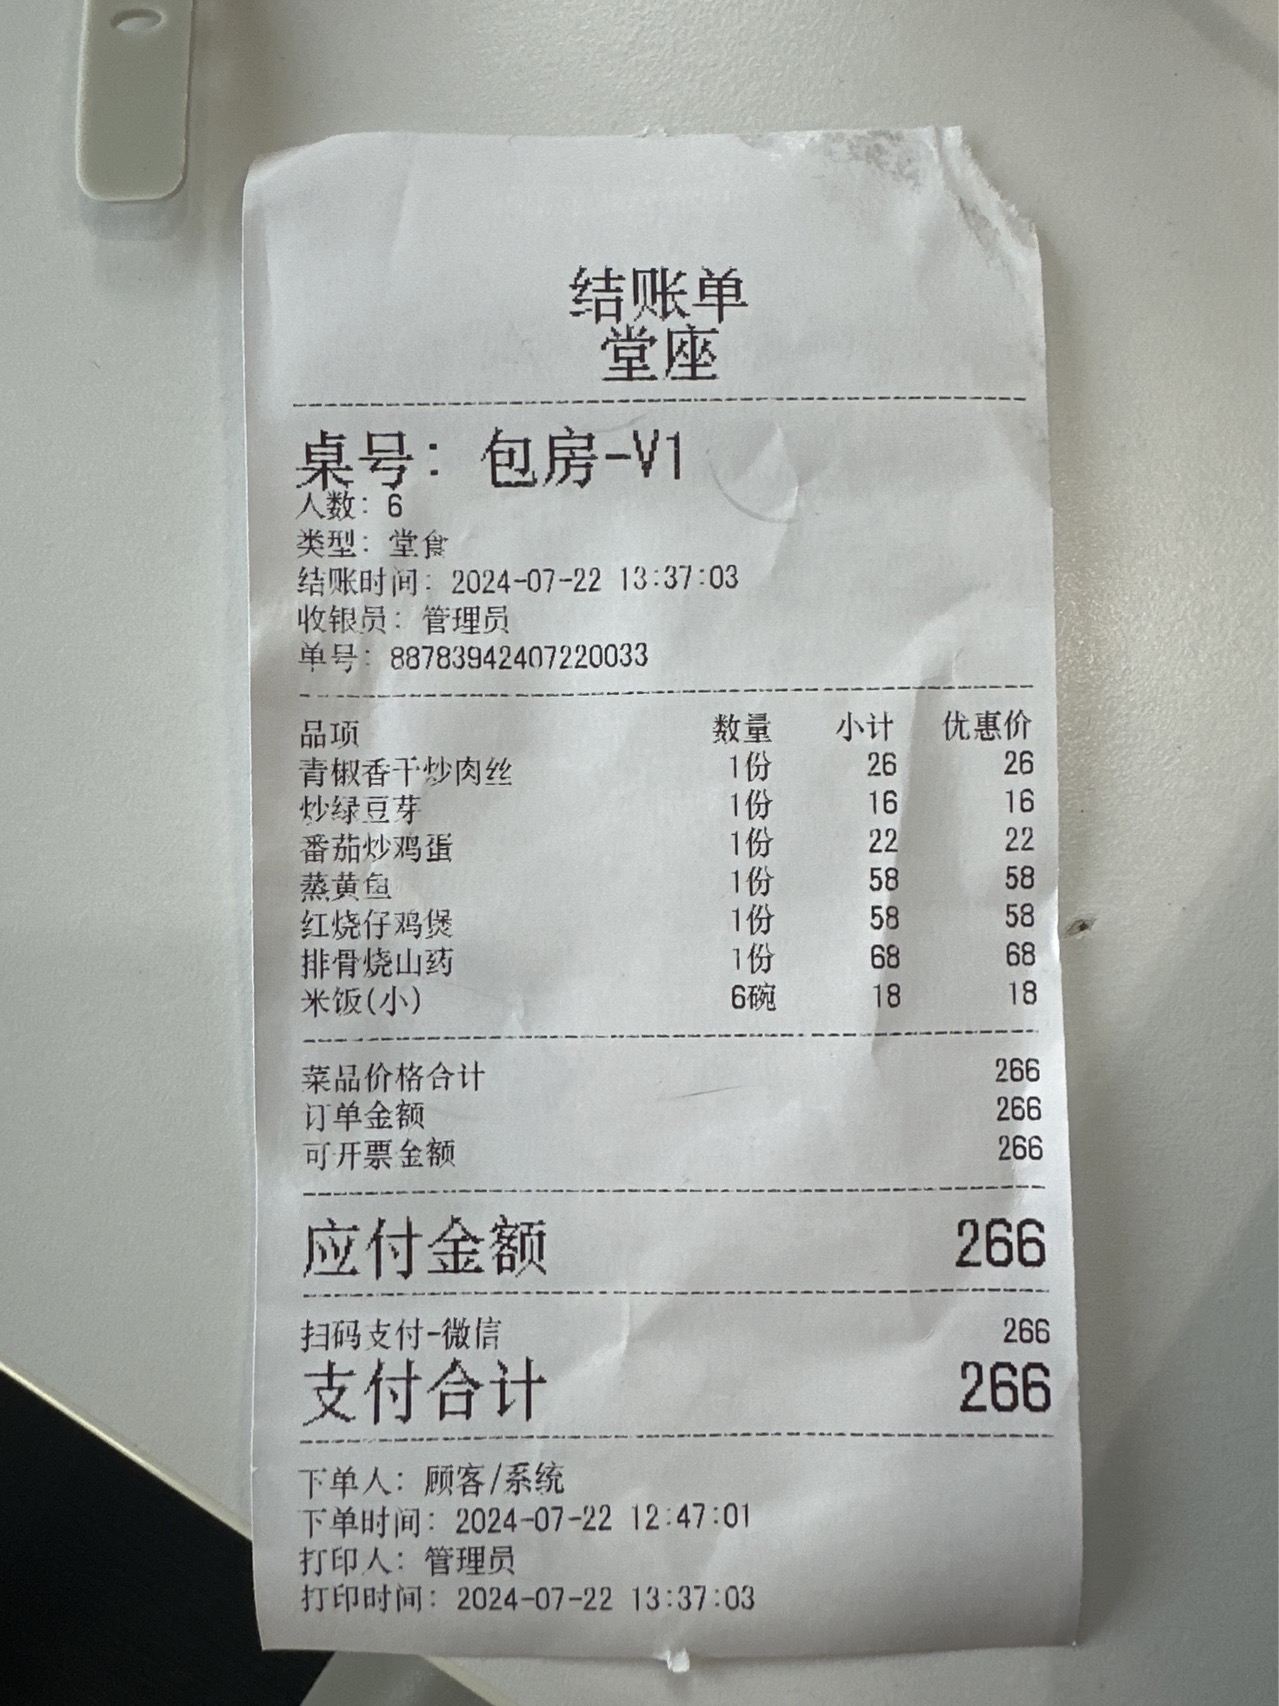 结账单
堂座
桌号：包房-V1
人数：6
类型：堂食
结账时间：2024-07-22 13:37:03
收银员：管理员
单号：887839424072200​33
品项 数量 小计 优惠价
青椒香干炒肉丝 1份 26 26
炒绿豆芽 1份 16 16
番茄炒鸡蛋 1份 22 22
蒸黄鱼 1份 58 58
红烧仔鸡煲 1份 58 58
排骨烧山药 1份 68 68
米饭(小) 6碗 18 18
菜品价格合计 266
订单金额 266
可开票金额 266
应付金额 266
扫码支付-微信 266
支付合计 266
下单人：顾客/系统
下单时间：2024-07-22 12:47:01
打印人：管理员
打印时间：2024-07-22 13:37:03